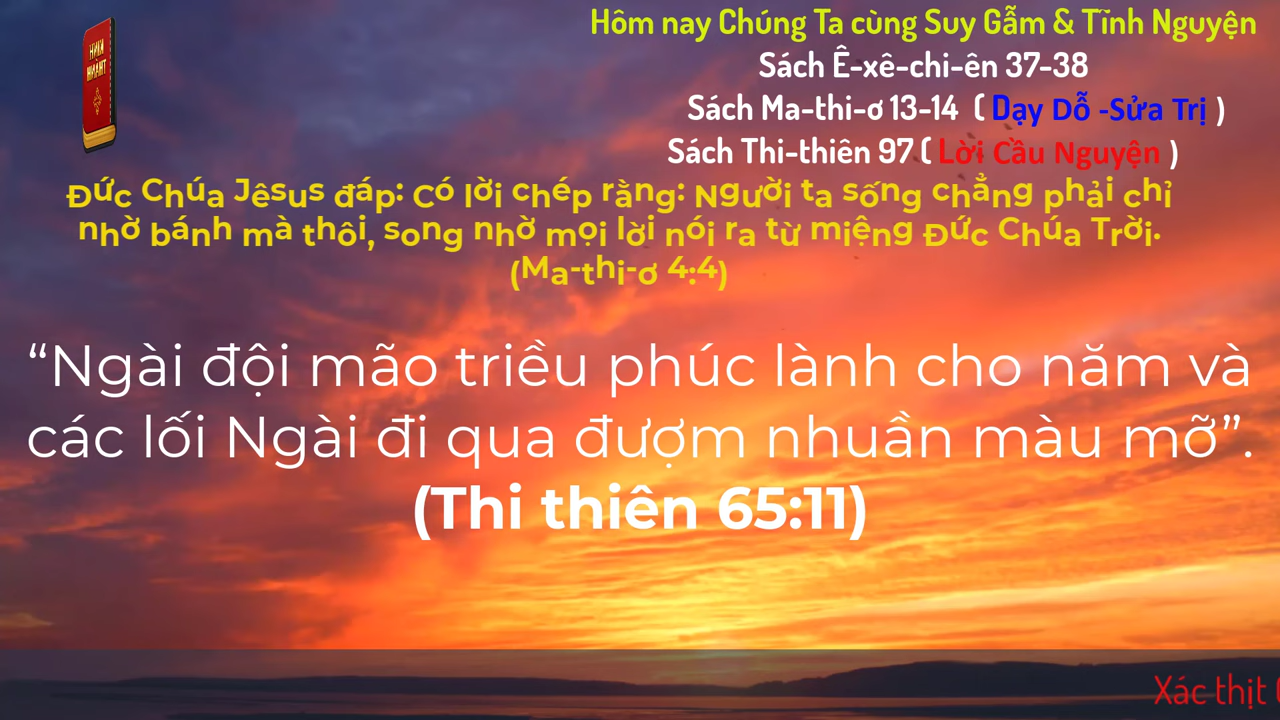 Hôm nay Chúng Ta cùng Suy Gẫm & Tĩnh Nguyện
Sách Ê-xê-chi-ên 37-38
Sách Ma-thi-ơ 13-14 ( Dạy Dỗ -Sửa Trị )
Sách Thi-thiên 97 ( Lời Cầu Nguyện )
KINH
THÁNH
Đức Chúa Jêsus đáp: Có lời chép rằng: Người ta sống chẳng phải chỉ
nhờ bánh mà thôi, song nhờ mọi lời nói ra từ miệng Đức Chúa Trời.
(Ma-thi-ơ 4:4)
“Ngài đội mão triều phúc lành cho năm và
các lối Ngài đi qua đượm nhuần màu mỡ”.
(Thi thiên 65:11)
Xác thịt